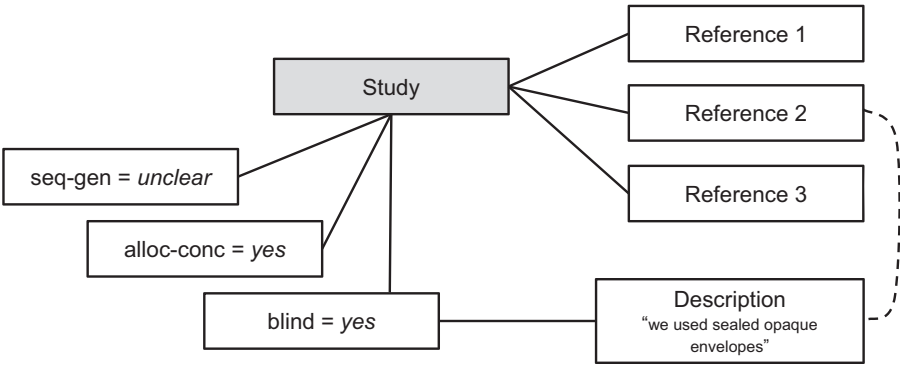 Reference 1
Study
Reference 2
seq-gen = unclear
Reference 3
alloc-conc = yes
blind = yes
Description
“we used sealed opaque
envelopes”